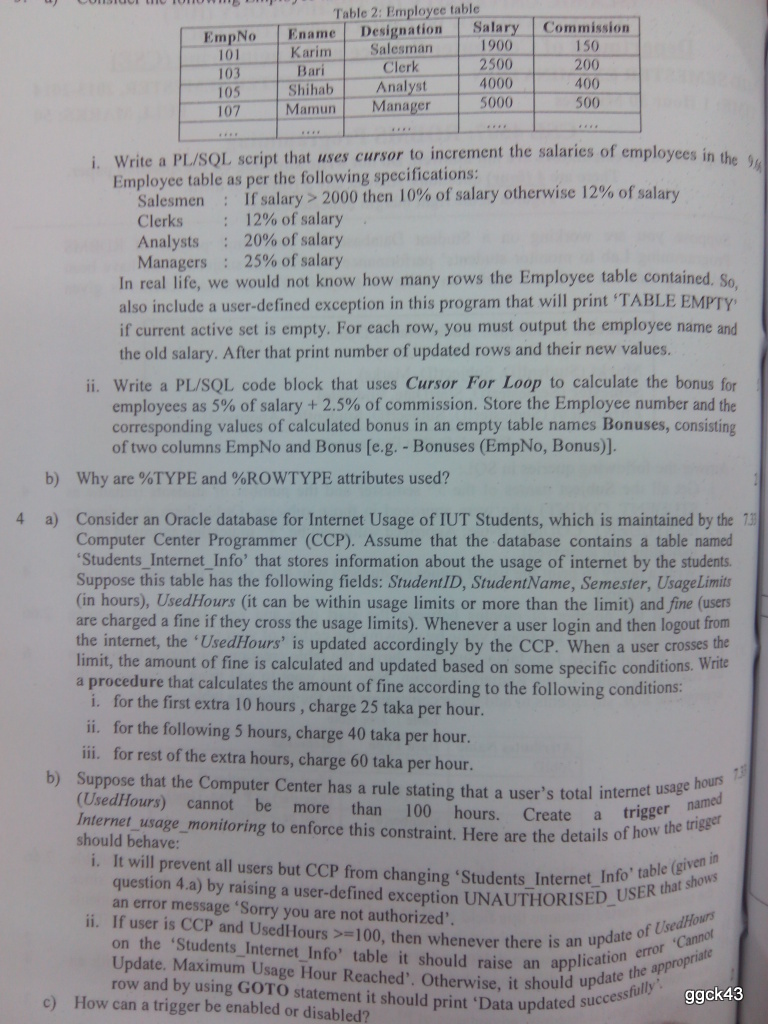 a) Consider the following Employee
Table 2: Employee table
EmpNo Ename Designation Salary Commission
101 Karim Salesman 1900 150
103 Bari Clerk 2500 200
105 Shihab Analyst 4000 400
107 Mamun Manager 5000 500
.... .... .... .... ....
i. Write a PL/SQL script that uses cursor to increment the salaries of employees in the
Employee table as per the following specifications:
Salesmen : If salary > 2000 then 10% of salary otherwise 12% of salary
Clerks : 12% of salary
Analysts : 20% of salary
Managers : 25% of salary
In real life, we would not know how many rows the Employee table contained. So,
also include a user-defined exception in this program that will print ‘TABLE EMPTY’
if current active set is empty. For each row, you must output the employee name and
the old salary. After that print number of updated rows and their new values.
ii. Write a PL/SQL code block that uses Cursor For Loop to calculate the bonus for
employees as 5% of salary + 2.5% of commission. Store the Employee number and the
corresponding values of calculated bonus in an empty table names Bonuses, consisting
of two columns EmpNo and Bonus [e.g. - Bonuses (EmpNo, Bonus)].
b) Why are %TYPE and %ROWTYPE attributes used?
4 a) Consider an Oracle database for Internet Usage of IUT Students, which is maintained by the 7.33
Computer Center Programmer (CCP). Assume that the database contains a table named
‘Students_Internet_Info’ that stores information about the usage of internet by the students.
Suppose this table has the following fields: StudentID, StudentName, Semester, UsageLimits
(in hours), UsedHours (it can be within usage limits or more than the limit) and fine (users
are charged a fine if they cross the usage limits). Whenever a user login and then logout from
the internet, the ‘UsedHours’ is updated accordingly by the CCP. When a user crosses the
limit, the amount of fine is calculated and updated based on some specific conditions. Write
a procedure that calculates the amount of fine according to the following conditions:
i. for the first extra 10 hours , charge 25 taka per hour.
ii. for the following 5 hours, charge 40 taka per hour.
iii. for rest of the extra hours, charge 60 taka per hour.
b) Suppose that the Computer Center has a rule stating that a user's total internet usage hours
(UsedHours) cannot be more than 100 hours. Create a trigger named
Internet_usage_monitoring to enforce this constraint. Here are the details of how the trigger
should behave:
i. It will prevent all users but CCP from changing ‘Students_Internet_Info’ table (given in
question 4.a) by raising a user-defined exception UNAUTHORISED_USER that shows
an error message ‘Sorry you are not authorized’.
ii. If user is CCP and UsedHours >=100, then whenever there is an update of UsedHours
on the ‘Students_Internet_Info’ table it should raise an application error ‘Cannot
Update. Maximum Usage Hour Reached’. Otherwise, it should update the appropriate
row and by using GOTO statement it should print ‘Data updated successfully’.
c) How can a trigger be enabled or disabled?
ggck43